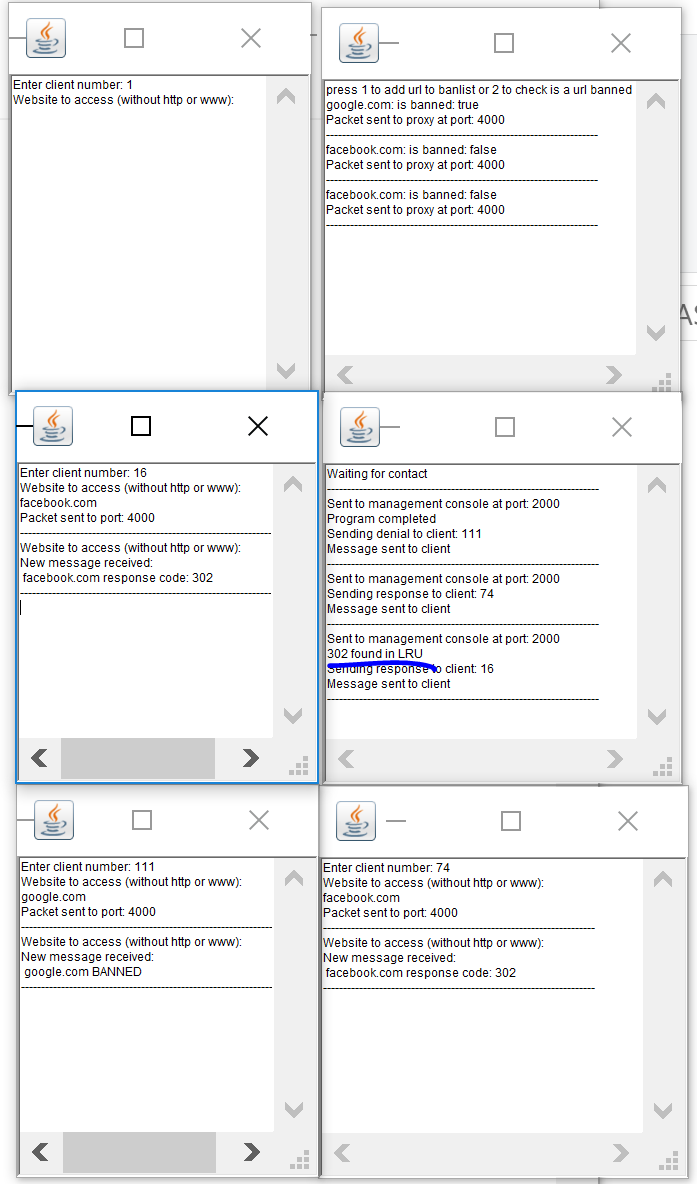 Enter client number: 1
Website to access (without http or www):
press 1 to add url to banlist or 2 to check is a url banned
google.com: is banned: true
Packet sent to proxy at port: 4000
facebook.com: is banned: false
Packet sent to proxy at port: 4000
facebook.com: is banned: false
Packet sent to proxy at port: 4000
AS
Enter client number: 16
Website to access (without http or www):
facebook.com
Packet sent to port: 4000
Website to access (without http or www):
New message received:
facebook.com response code: 302
Waiting for contact
Sent to management console at port: 2000
Program completed
Sending denial to client: 111
Message sent to client
Sent to management console at port: 2000
Sending response to client: 74
Message sent to client
Sent to management console at port: 2000
302 found in LRU
Sending response to client: 16
Message sent to client
Enter client number: 111
Website to access (without http or www):
google.com
Packet sent to port: 4000
Website to access (without http or www):
New message received:
google.com BANNED
Enter client number: 74
Website to access (without http or www):
facebook.com
Packet sent to port: 4000
Website to access (without http or www):
New message received:
facebook.com response code: 302